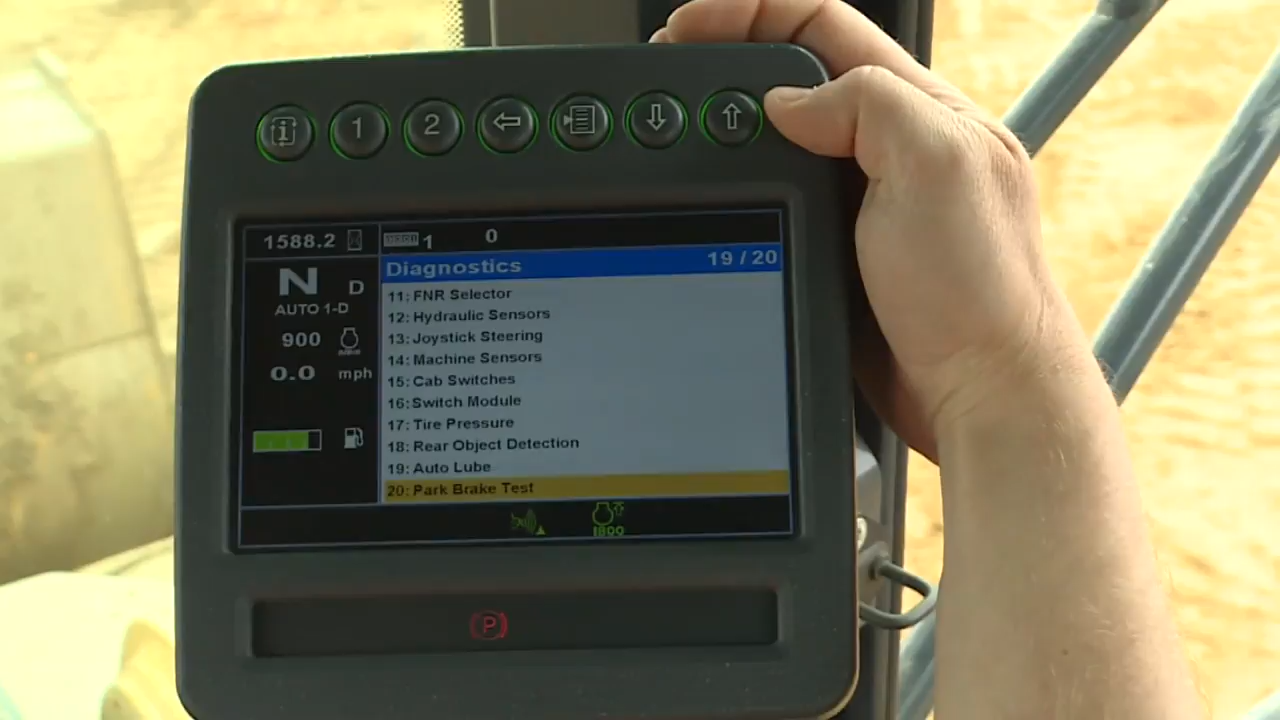 1 2
1588.2
1 0
N D
AUTO 1-D
900
0.0 mph
Diagnostics 19 / 20
11: FNR Selector
12: Hydraulic Sensors
13: Joystick Steering
14: Machine Sensors
15: Cab Switches
16: Switch Module
17: Tire Pressure
18: Rear Object Detection
19: Auto Lube
20: Park Brake Test
1800
P